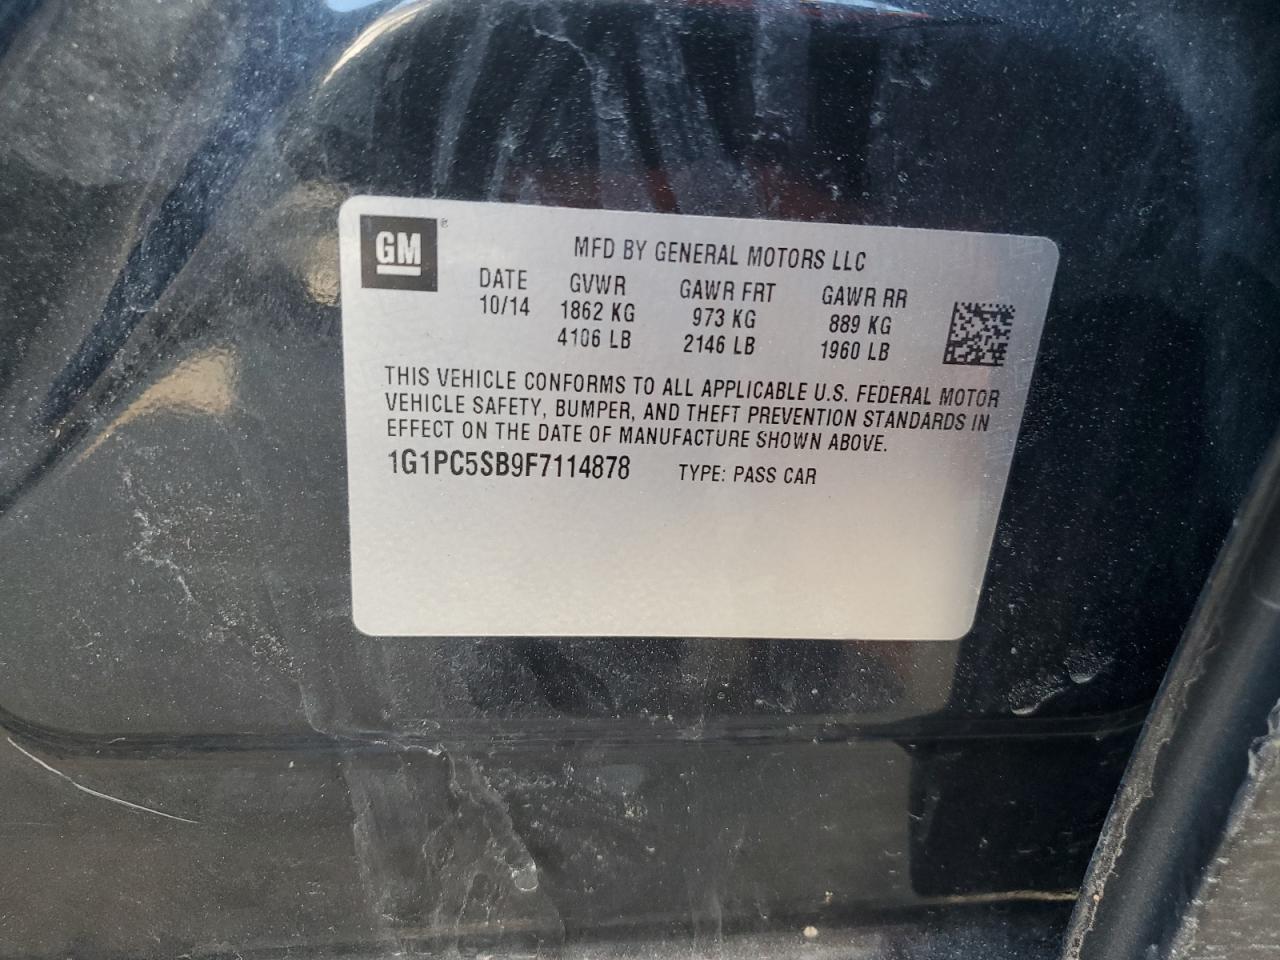 GM ®
MFD BY GENERAL MOTORS LLC
DATE GVWR GAWR FRT GAWR RR
10/14 1862 KG 973 KG 889 KG
4106 LB 2146 LB 1960 LB
THIS VEHICLE CONFORMS TO ALL APPLICABLE U.S. FEDERAL MOTOR
VEHICLE SAFETY, BUMPER, AND THEFT PREVENTION STANDARDS IN
EFFECT ON THE DATE OF MANUFACTURE SHOWN ABOVE.
1G1PC5SB9F7114878 TYPE: PASS CAR